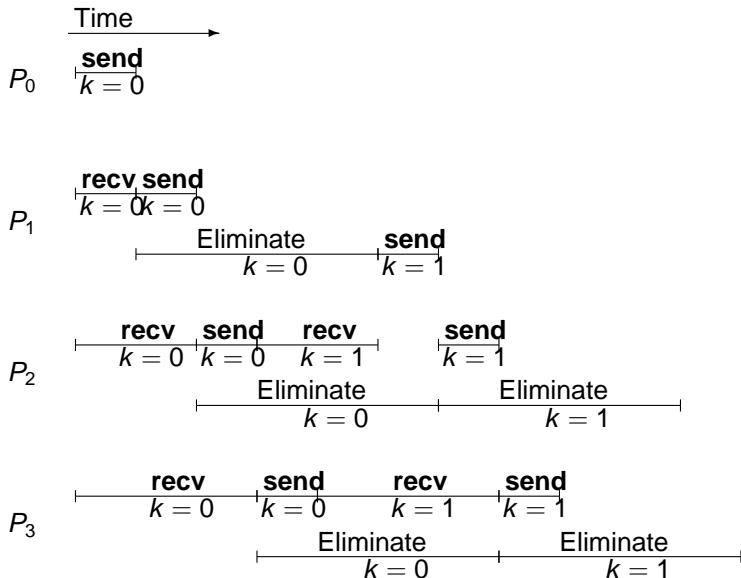 Time
send
P0 k = 0
recv send
k = 0 k = 0
P1
Eliminate send
k = 0 k = 1
recv send recv send
k = 0 k = 0 k = 1 k = 1
P2
Eliminate Eliminate
k = 0 k = 1
recv send recv send
k = 0 k = 0 k = 1 k = 1
P3
Eliminate Eliminate
k = 0 k = 1